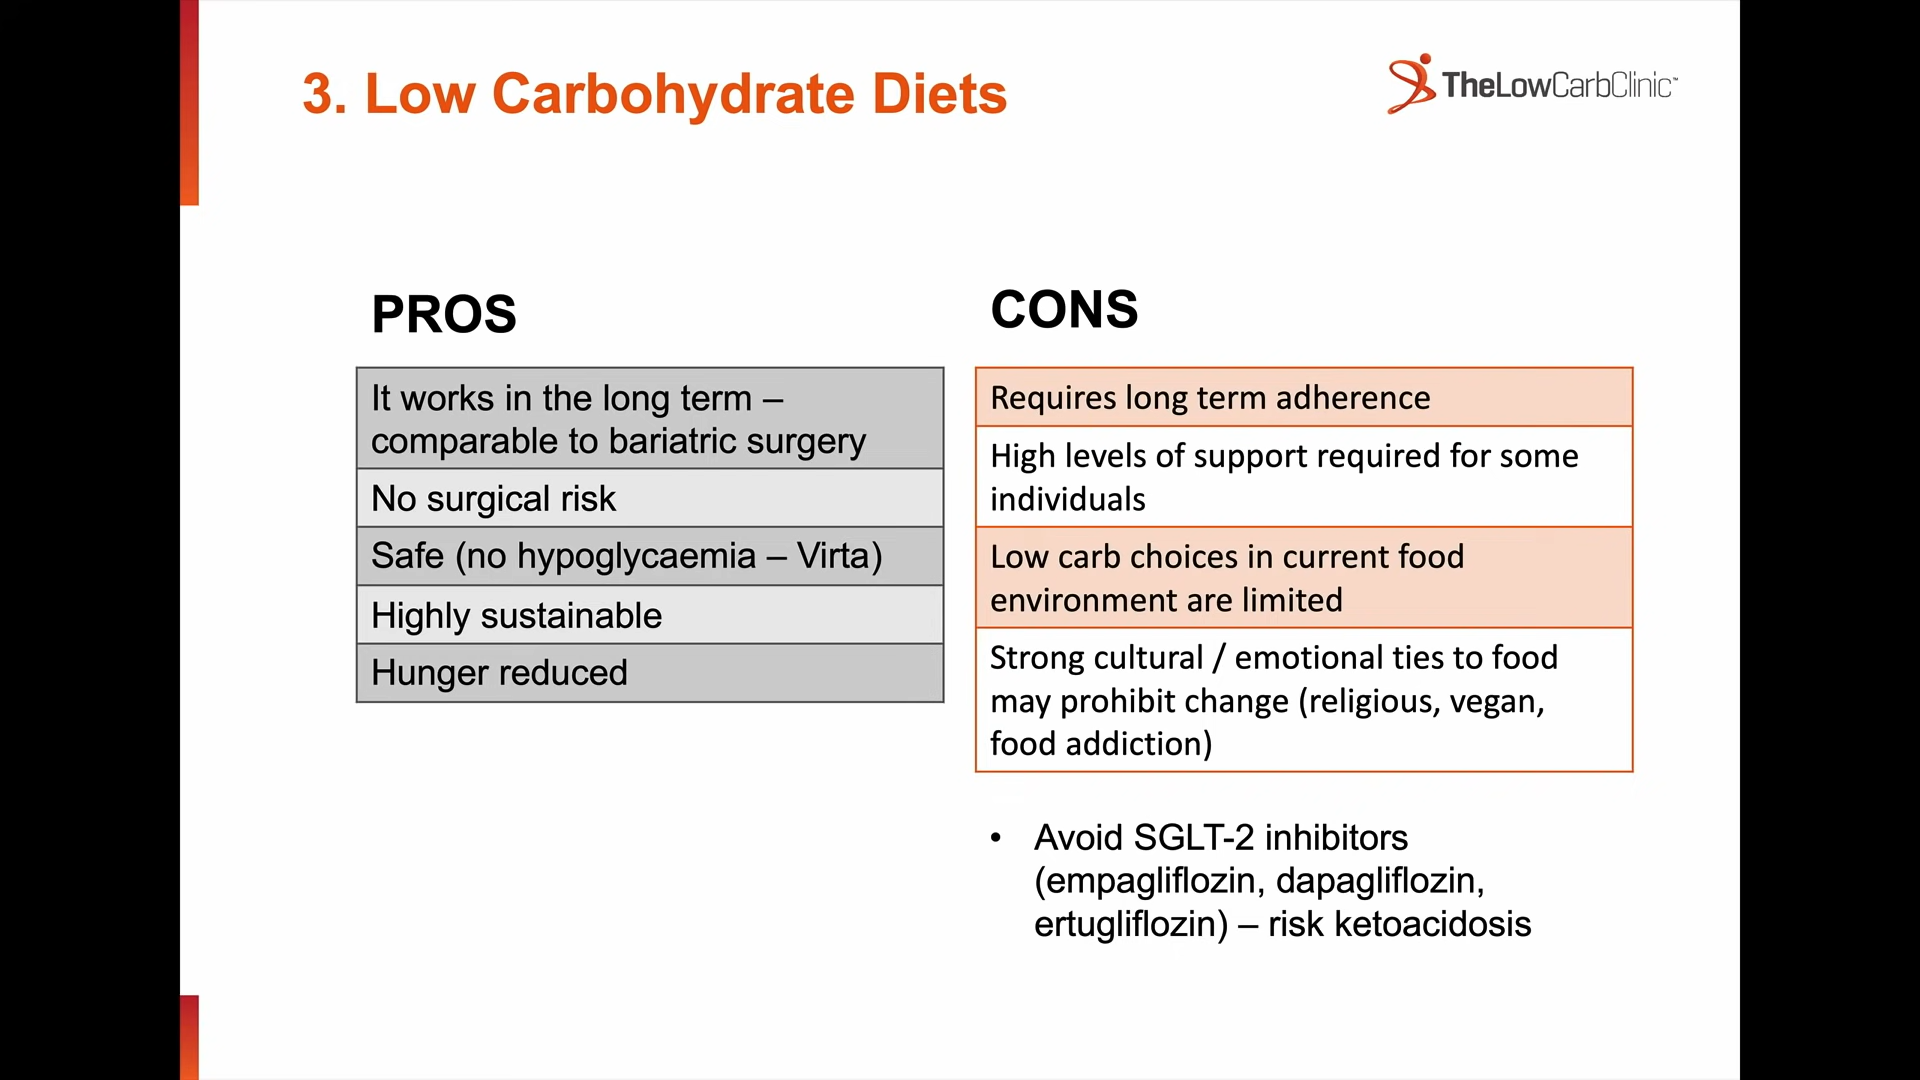 3. Low Carbohydrate Diets
TheLowCarbClinic™
PROS
It works in the long term –
comparable to bariatric surgery
No surgical risk
Safe (no hypoglycaemia – Virta)
Highly sustainable
Hunger reduced
CONS
Requires long term adherence
High levels of support required for some
individuals
Low carb choices in current food
environment are limited
Strong cultural / emotional ties to food
may prohibit change (religious, vegan,
food addiction)
• Avoid SGLT-2 inhibitors
(empagliflozin, dapagliflozin,
ertugliflozin) – risk ketoacidosis